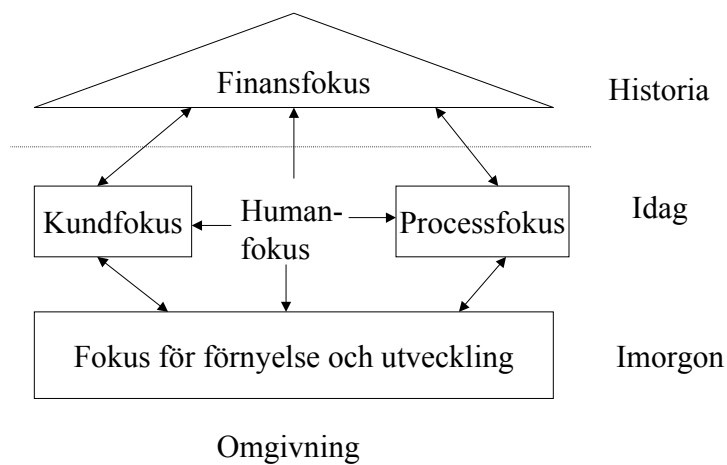 Finansfokus
Historia
Kundfokus
Human-
fokus
Processfokus
Idag
Fokus för förnyelse och utveckling
Imorgon
Omgivning